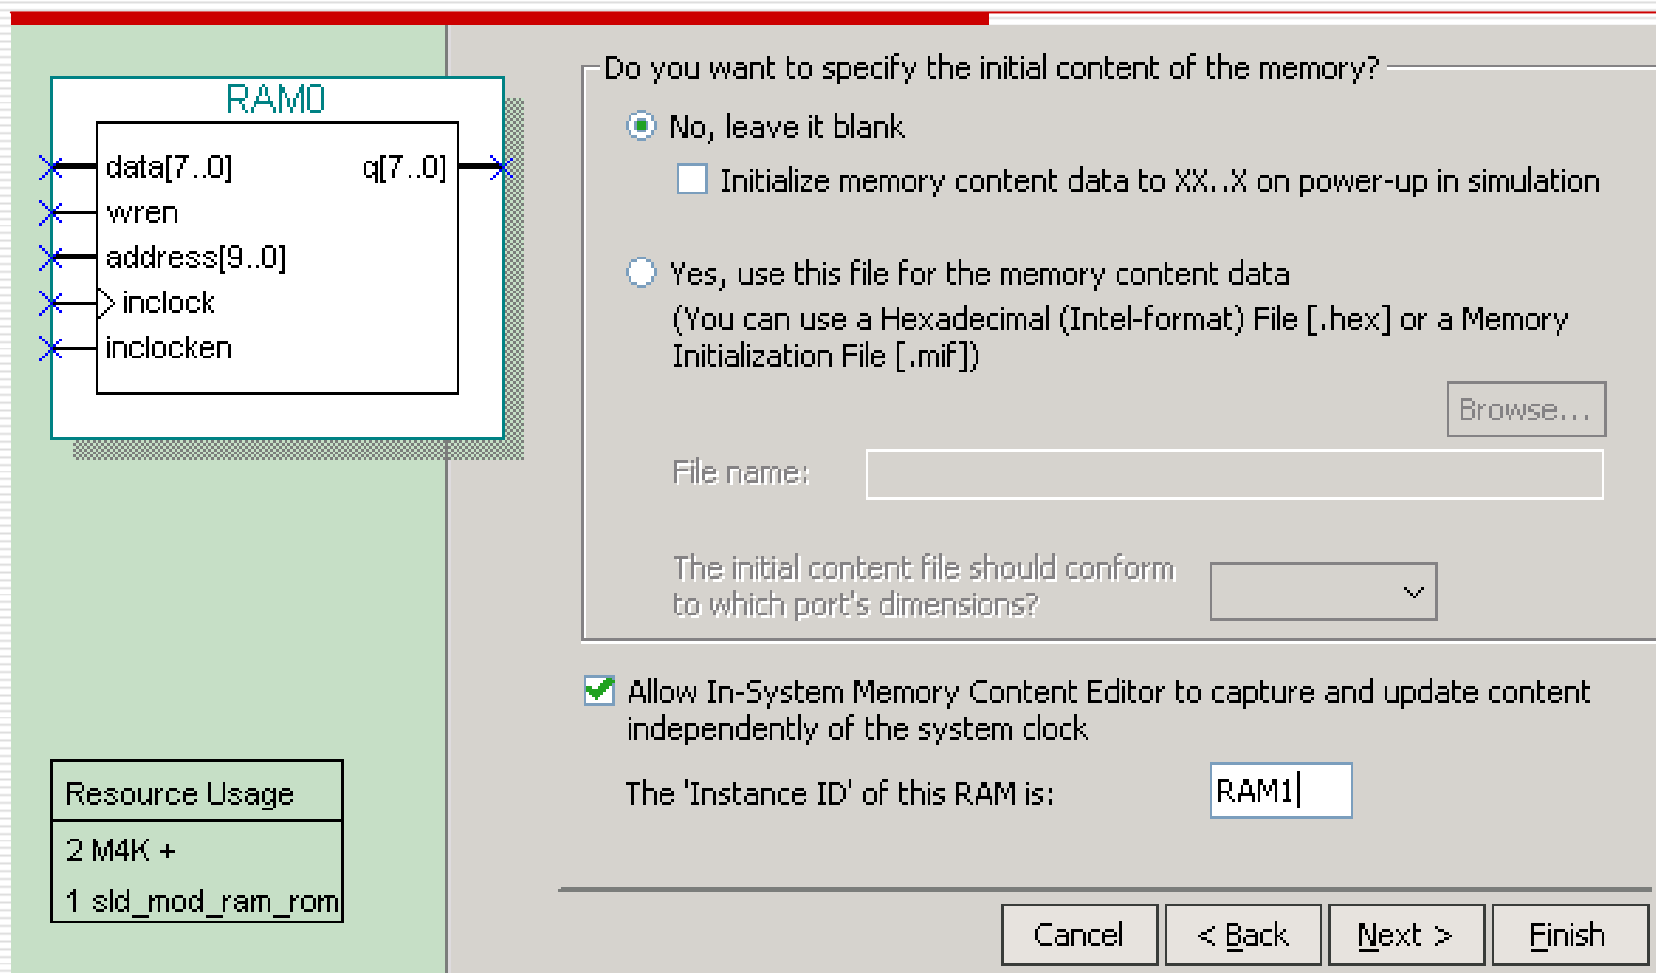 RAM0
data[7..0]
q[7..0]
wren
address[9..0]
inclock
inclocken
Resource Usage
2 M4K +
1 sld_mod_ram_rom
Do you want to specify the initial content of the memory?
No, leave it blank
Initialize memory content data to XX..X on power-up in simulation
Yes, use this file for the memory content data
(You can use a Hexadecimal (Intel-format) File [.hex] or a Memory
Initialization File [.mif])
Browse...
File name:
The initial content file should conform
to which port's dimensions?
Allow In-System Memory Content Editor to capture and update content
independently of the system clock
The 'Instance ID' of this RAM is:
RAM1
Cancel
< Back
Next >
Finish